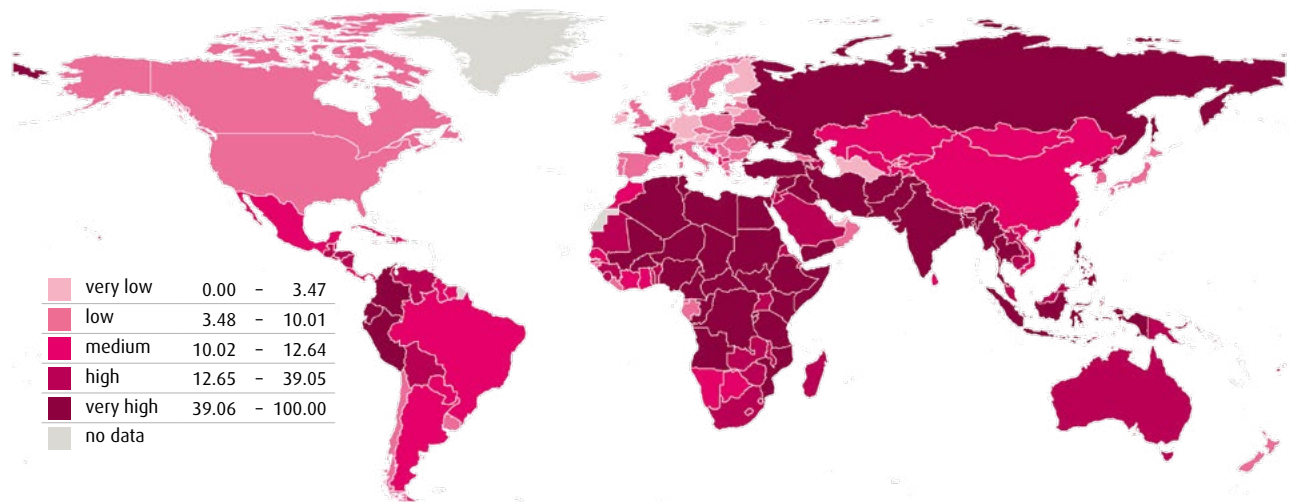 very low 0.00 – 3.47
low 3.48 – 10.01
medium 10.02 – 12.64
high 12.65 – 39.05
very high 39.06 – 100.00
no data